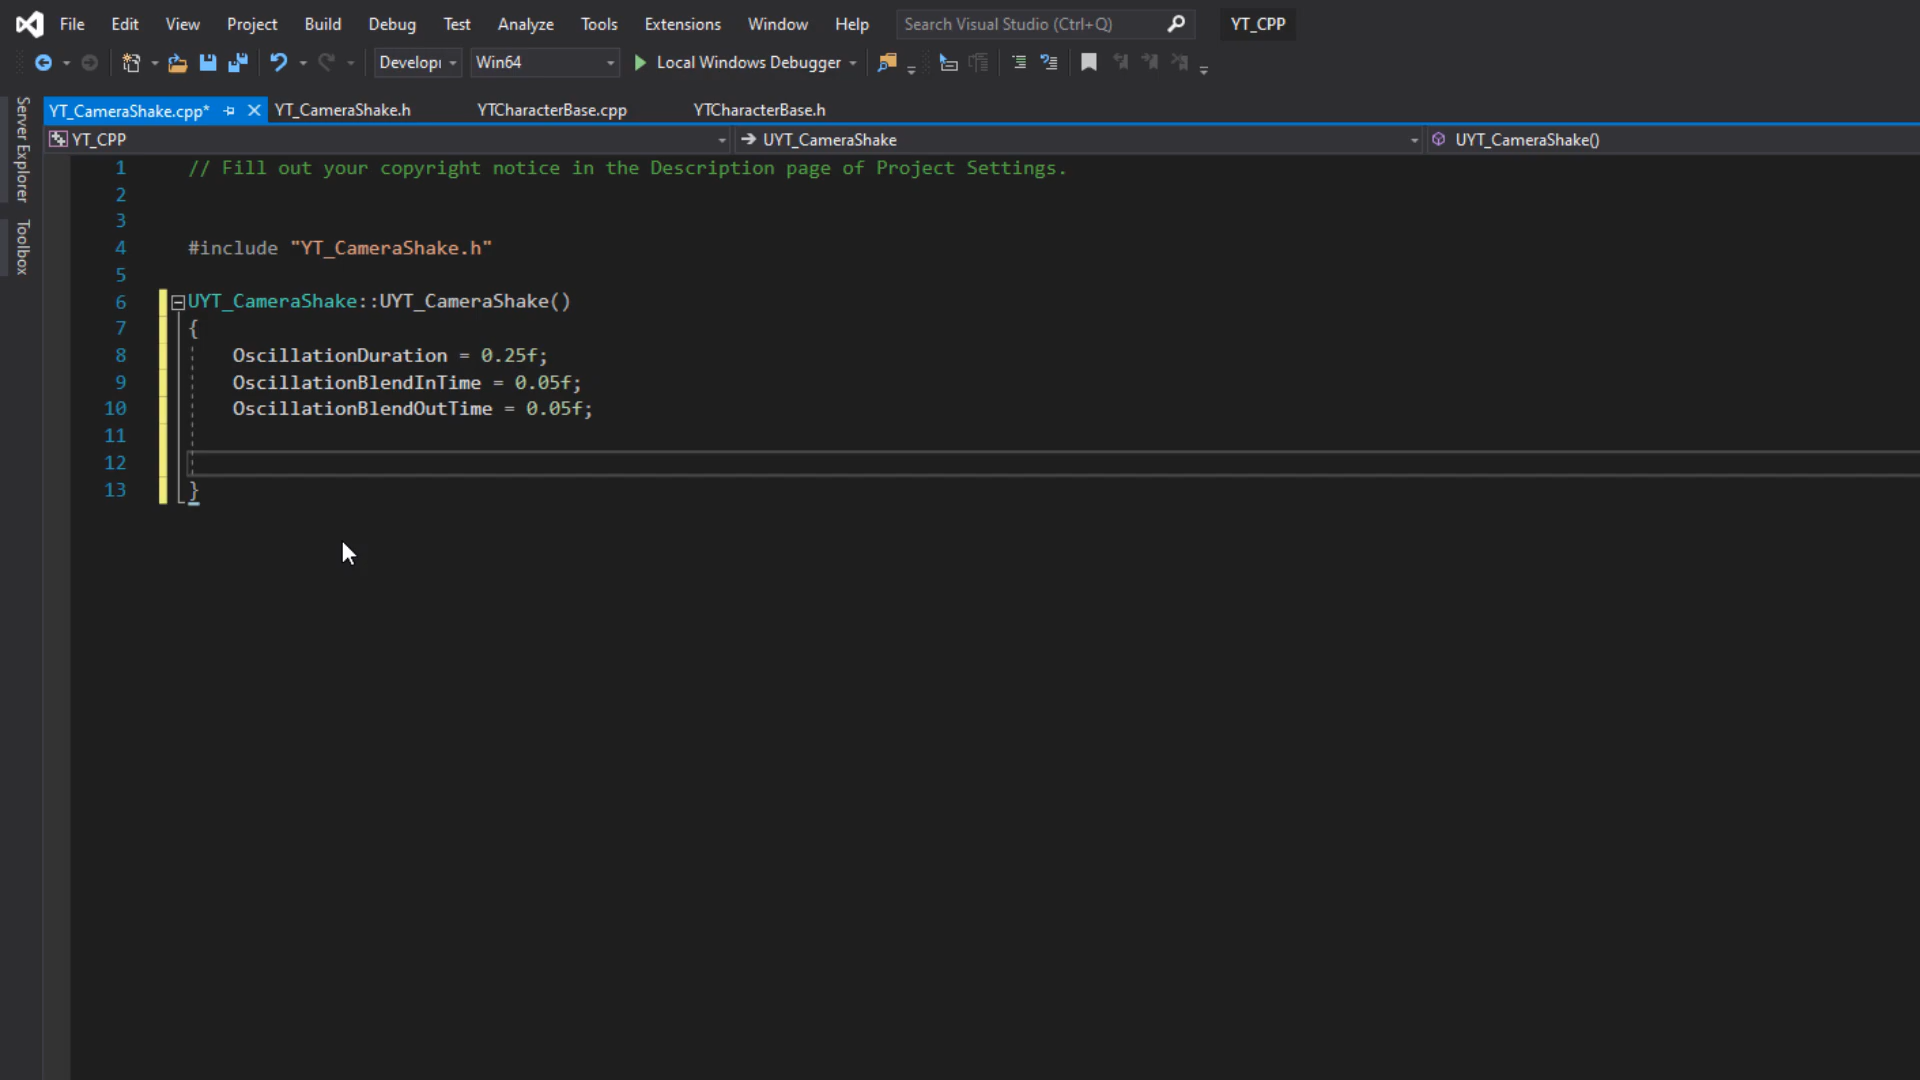 File Edit View Project Build Debug Test Analyze Tools Extensions Window Help Search Visual Studio (Ctrl+Q) YT_CPP
Develop Win64 Local Windows Debugger
Server Explorer
Toolbox
YT_CameraShake.cpp* YT_CameraShake.h YTCharacterBase.cpp YTCharacterBase.h
YT_CPP UYT_CameraShake UYT_CameraShake()
1 // Fill out your copyright notice in the Description page of Project Settings.
2
3
4 #include "YT_CameraShake.h"
5
6 UYT_CameraShake::UYT_CameraShake()
7 {
8 OscillationDuration = 0.25f;
9 OscillationBlendInTime = 0.05f;
10 OscillationBlendOutTime = 0.05f;
11
12
13 }